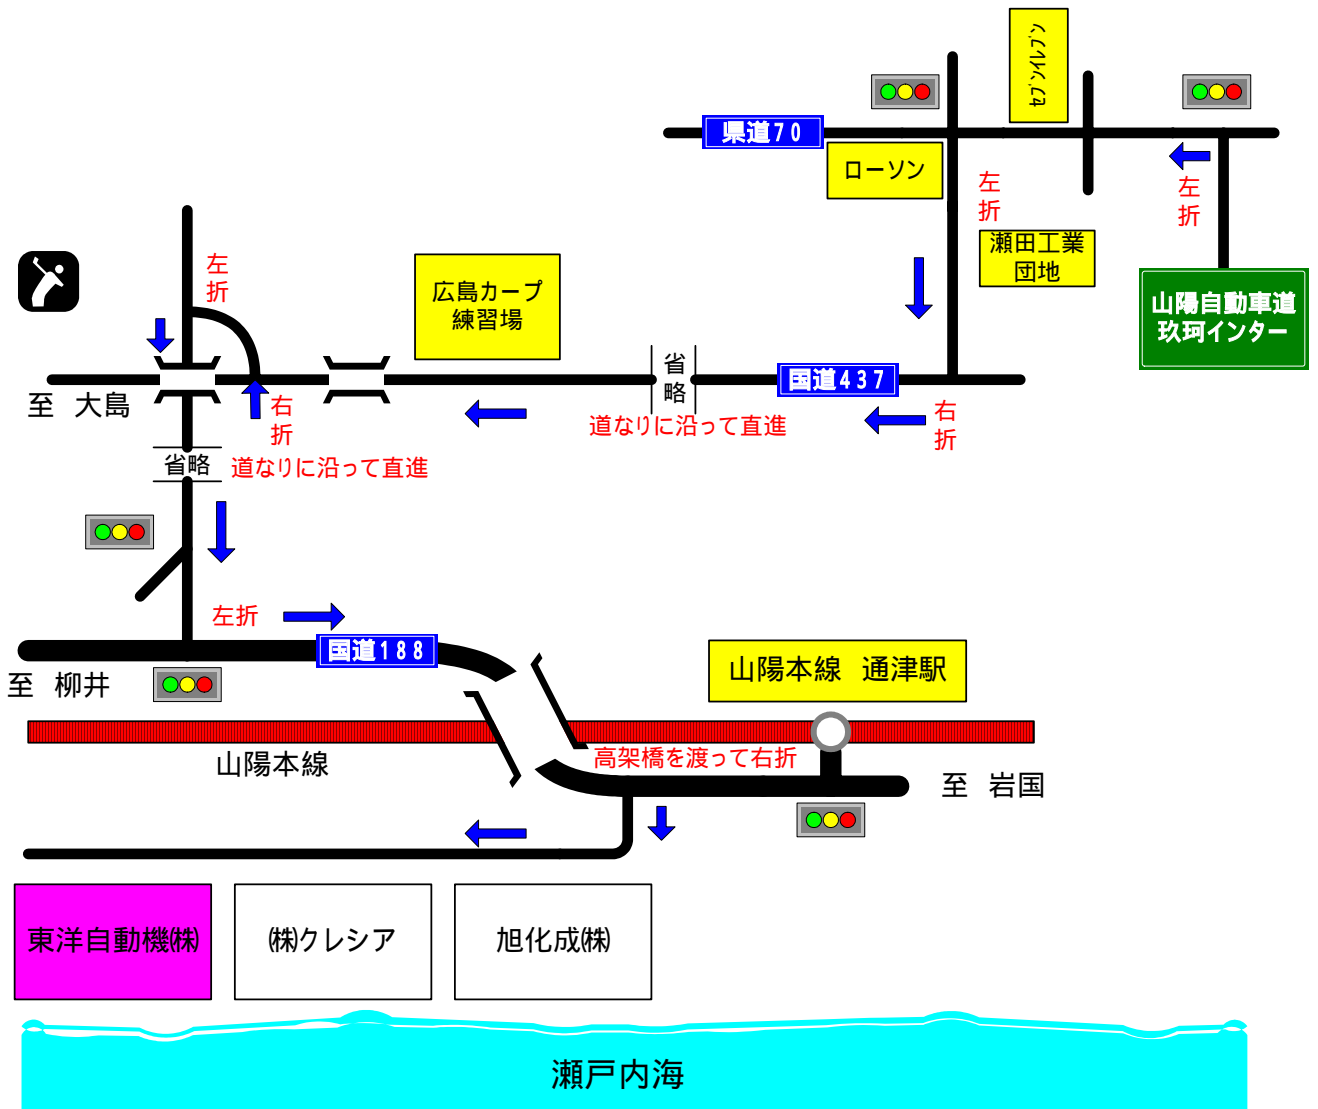 セブンイレブン
県道70
ローソン
左
折
左
折
瀬田工業
団地
山陽自動車道
玖珂インター
左
折
広島カープ
練習場
省
略
国道437
至 大島
右
折
道なりに沿って直進
右
折
省略
道なりに沿って直進
左折
国道188
至 柳井
山陽本線 通津駅
山陽本線
高架橋を渡って右折
至 岩国
東洋自動機㈱
㈱クレシア
旭化成㈱
瀬戸内海